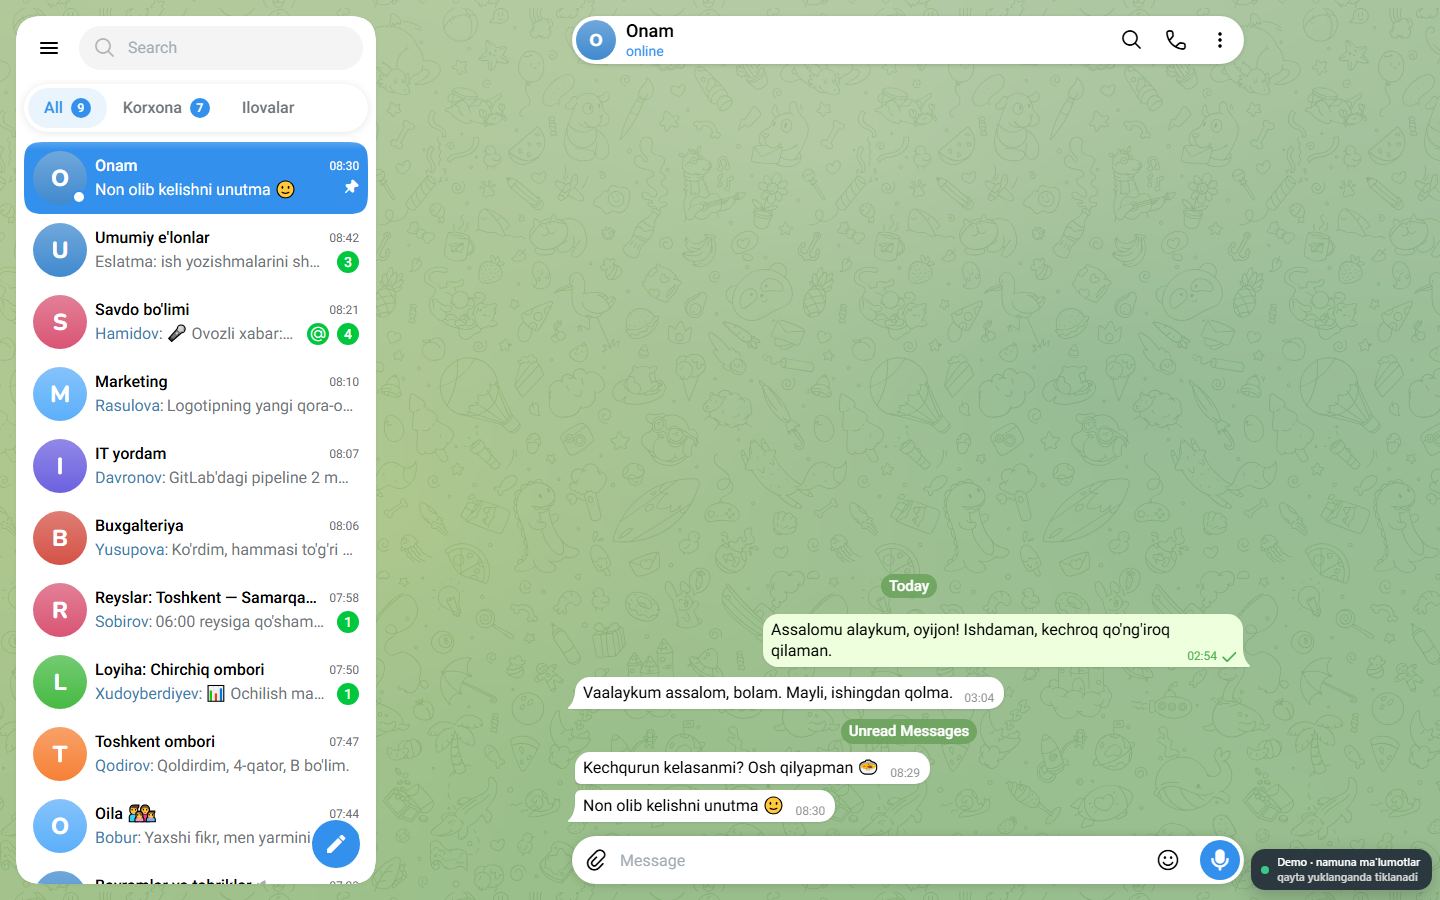 Search
All 9
Korxona 7
Ilovalar
O
Onam
08:30
Non olib kelishni unutma 🙂
U
Umumiy e'lonlar
08:42
Eslatma: ish yozishmalarini sh...
3
S
Savdo bo'limi
08:21
Hamidov: 🎤 Ovozli xabar:...
@ 4
M
Marketing
08:10
Rasulova: Logotipning yangi qora-o...
I
IT yordam
08:07
Davronov: GitLab'dagi pipeline 2 m...
B
Buxgalteriya
08:06
Yusupova: Ko'rdim, hammasi to'g'ri ...
R
Reyslar: Toshkent — Samarqa...
07:58
Sobirov: 06:00 reysiga qo'sham...
1
L
Loyiha: Chirchiq ombori
07:50
Xudoyberdiyev: 📊 Ochilish ma...
1
T
Toshkent ombori
07:47
Qodirov: Qoldirdim, 4-qator, B bo'lim.
O
Oila 👨‍👩‍👧‍👦
07:44
Bobur: Yaxshi fikr, men yarmini
O
Onam
online
Today
Assalomu alaykum, oyijon! Ishdaman, kechroq qo'ng'iroq
qilaman.
02:54
Vaalaykum assalom, bolam. Mayli, ishingdan qolma.
03:04
Unread Messages
Kechqurun kelasanmi? Osh qilyapman 🍲
08:29
Non olib kelishni unutma 🙂
08:30
Message
Demo · namuna ma'lumotlar
qayta yuklanganda tiklanadi